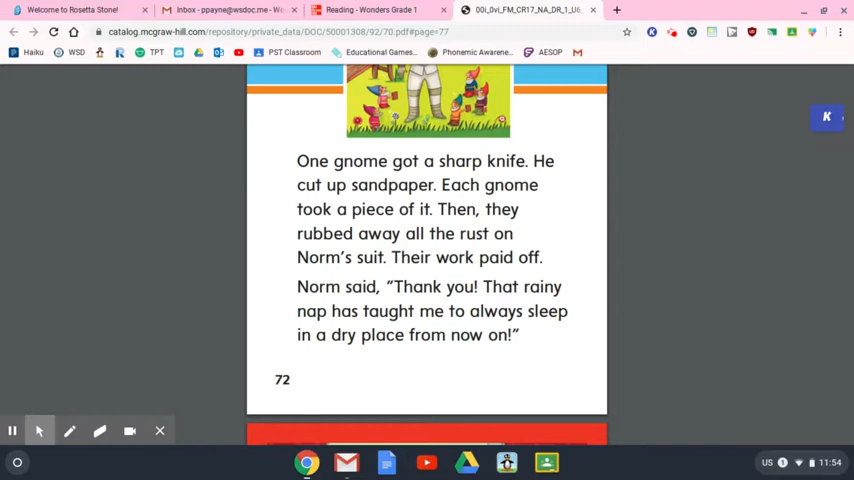 Welcome to Rosetta Stone!
Inbox - ppayne@wsdoc.me - We
Reading - Wonders Grade 1
00i_0vi_FM_CR17_NA_DR_1_U6_
catalog.mcgraw-hill.com/repository/private_data/DOC/50001308/92/70.pdf#page=77
Haiku
WSD
TPT
PST Classroom
Educational Games...
Phonemic Awarene...
AESOP
K
One gnome got a sharp knife. He
cut up sandpaper. Each gnome
took a piece of it. Then, they
rubbed away all the rust on
Norm's suit. Their work paid off.
Norm said, “Thank you! That rainy
nap has taught me to always sleep
in a dry place from now on!”
72
US
1
11:54